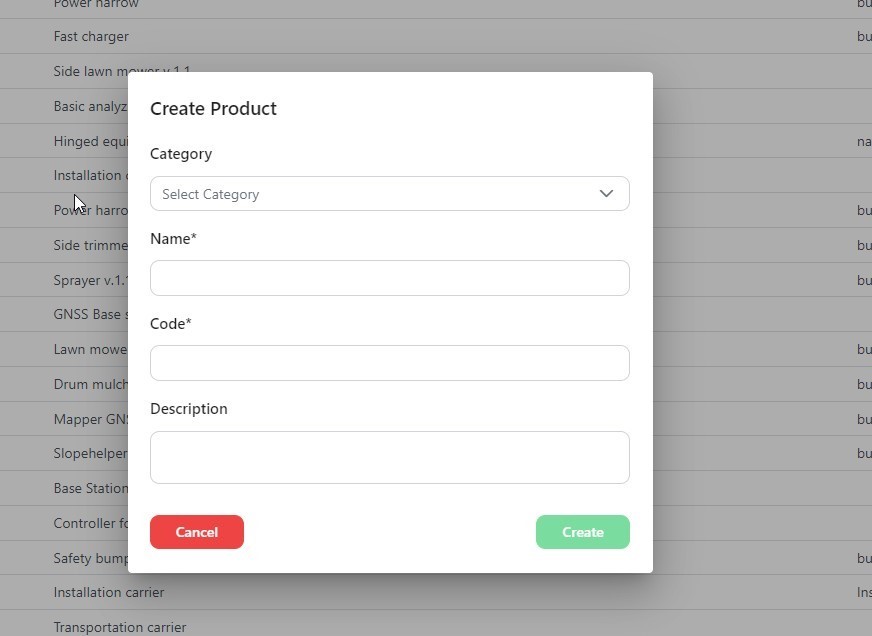 Power harrow
bu
Fast charger
bu
Side lawn mower v.1.1
Create Product
Basic analyz
Category
Hinged equi
na
Installation
Select Category
Power harro
bu
Name*
Side trimme
bu
Sprayer v.1.1
bu
GNSS Base s
Code*
Lawn mowe
bu
Drum mulch
bu
Description
Mapper GNS
bu
Slopehelper
bu
Base Station
Controller fo
Cancel
Create
Safety bump
bu
Installation carrier
Ins
Transportation carrier